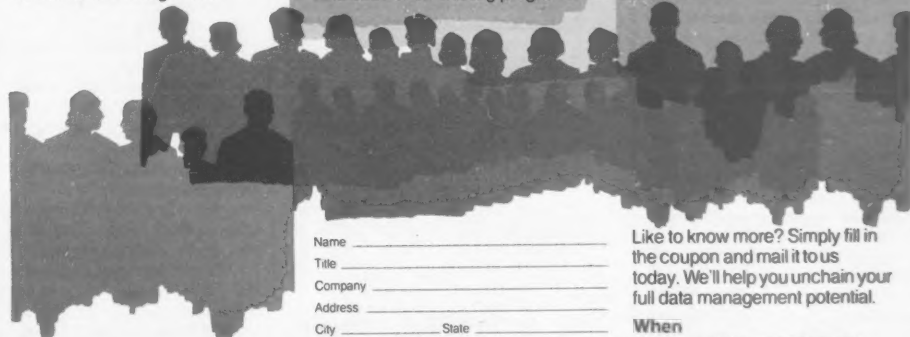 Name
Title
Company
Address
City State
Like to know more? Simply fill in
the coupon and mail it to us
today. We'll help you unchain your
full data management potential.
When